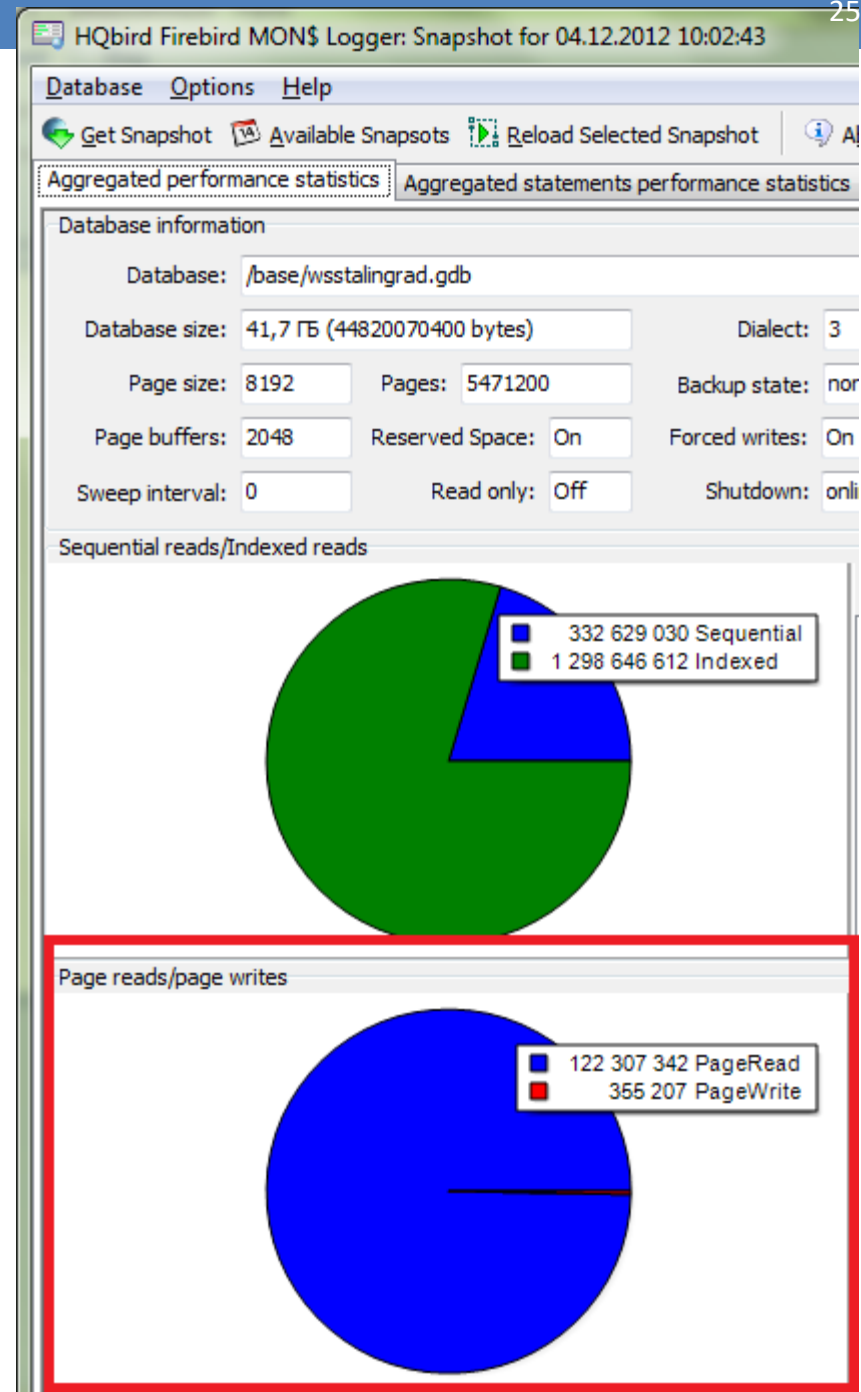 25
HQbird Firebird MON$ Logger: Snapshot for 04.12.2012 10:02:43
Database Options Help
Get Snapshot Available Snapsots Reload Selected Snapshot
Aggregated performance statistics Aggregated statements performance statistics
Database information
Database: /base/wsstalingrad.gdb
Database size: 41,7 ГБ (44820070400 bytes) Dialect: 3
Page size: 8192 Pages: 5471200 Backup state:
Page buffers: 2048 Reserved Space: On Forced writes: On
Sweep interval: 0 Read only: Off Shutdown:
Sequential reads/Indexed reads
332 629 030 Sequential
1 298 646 612 Indexed
Page reads/page writes
122 307 342 PageRead
355 207 PageWrite